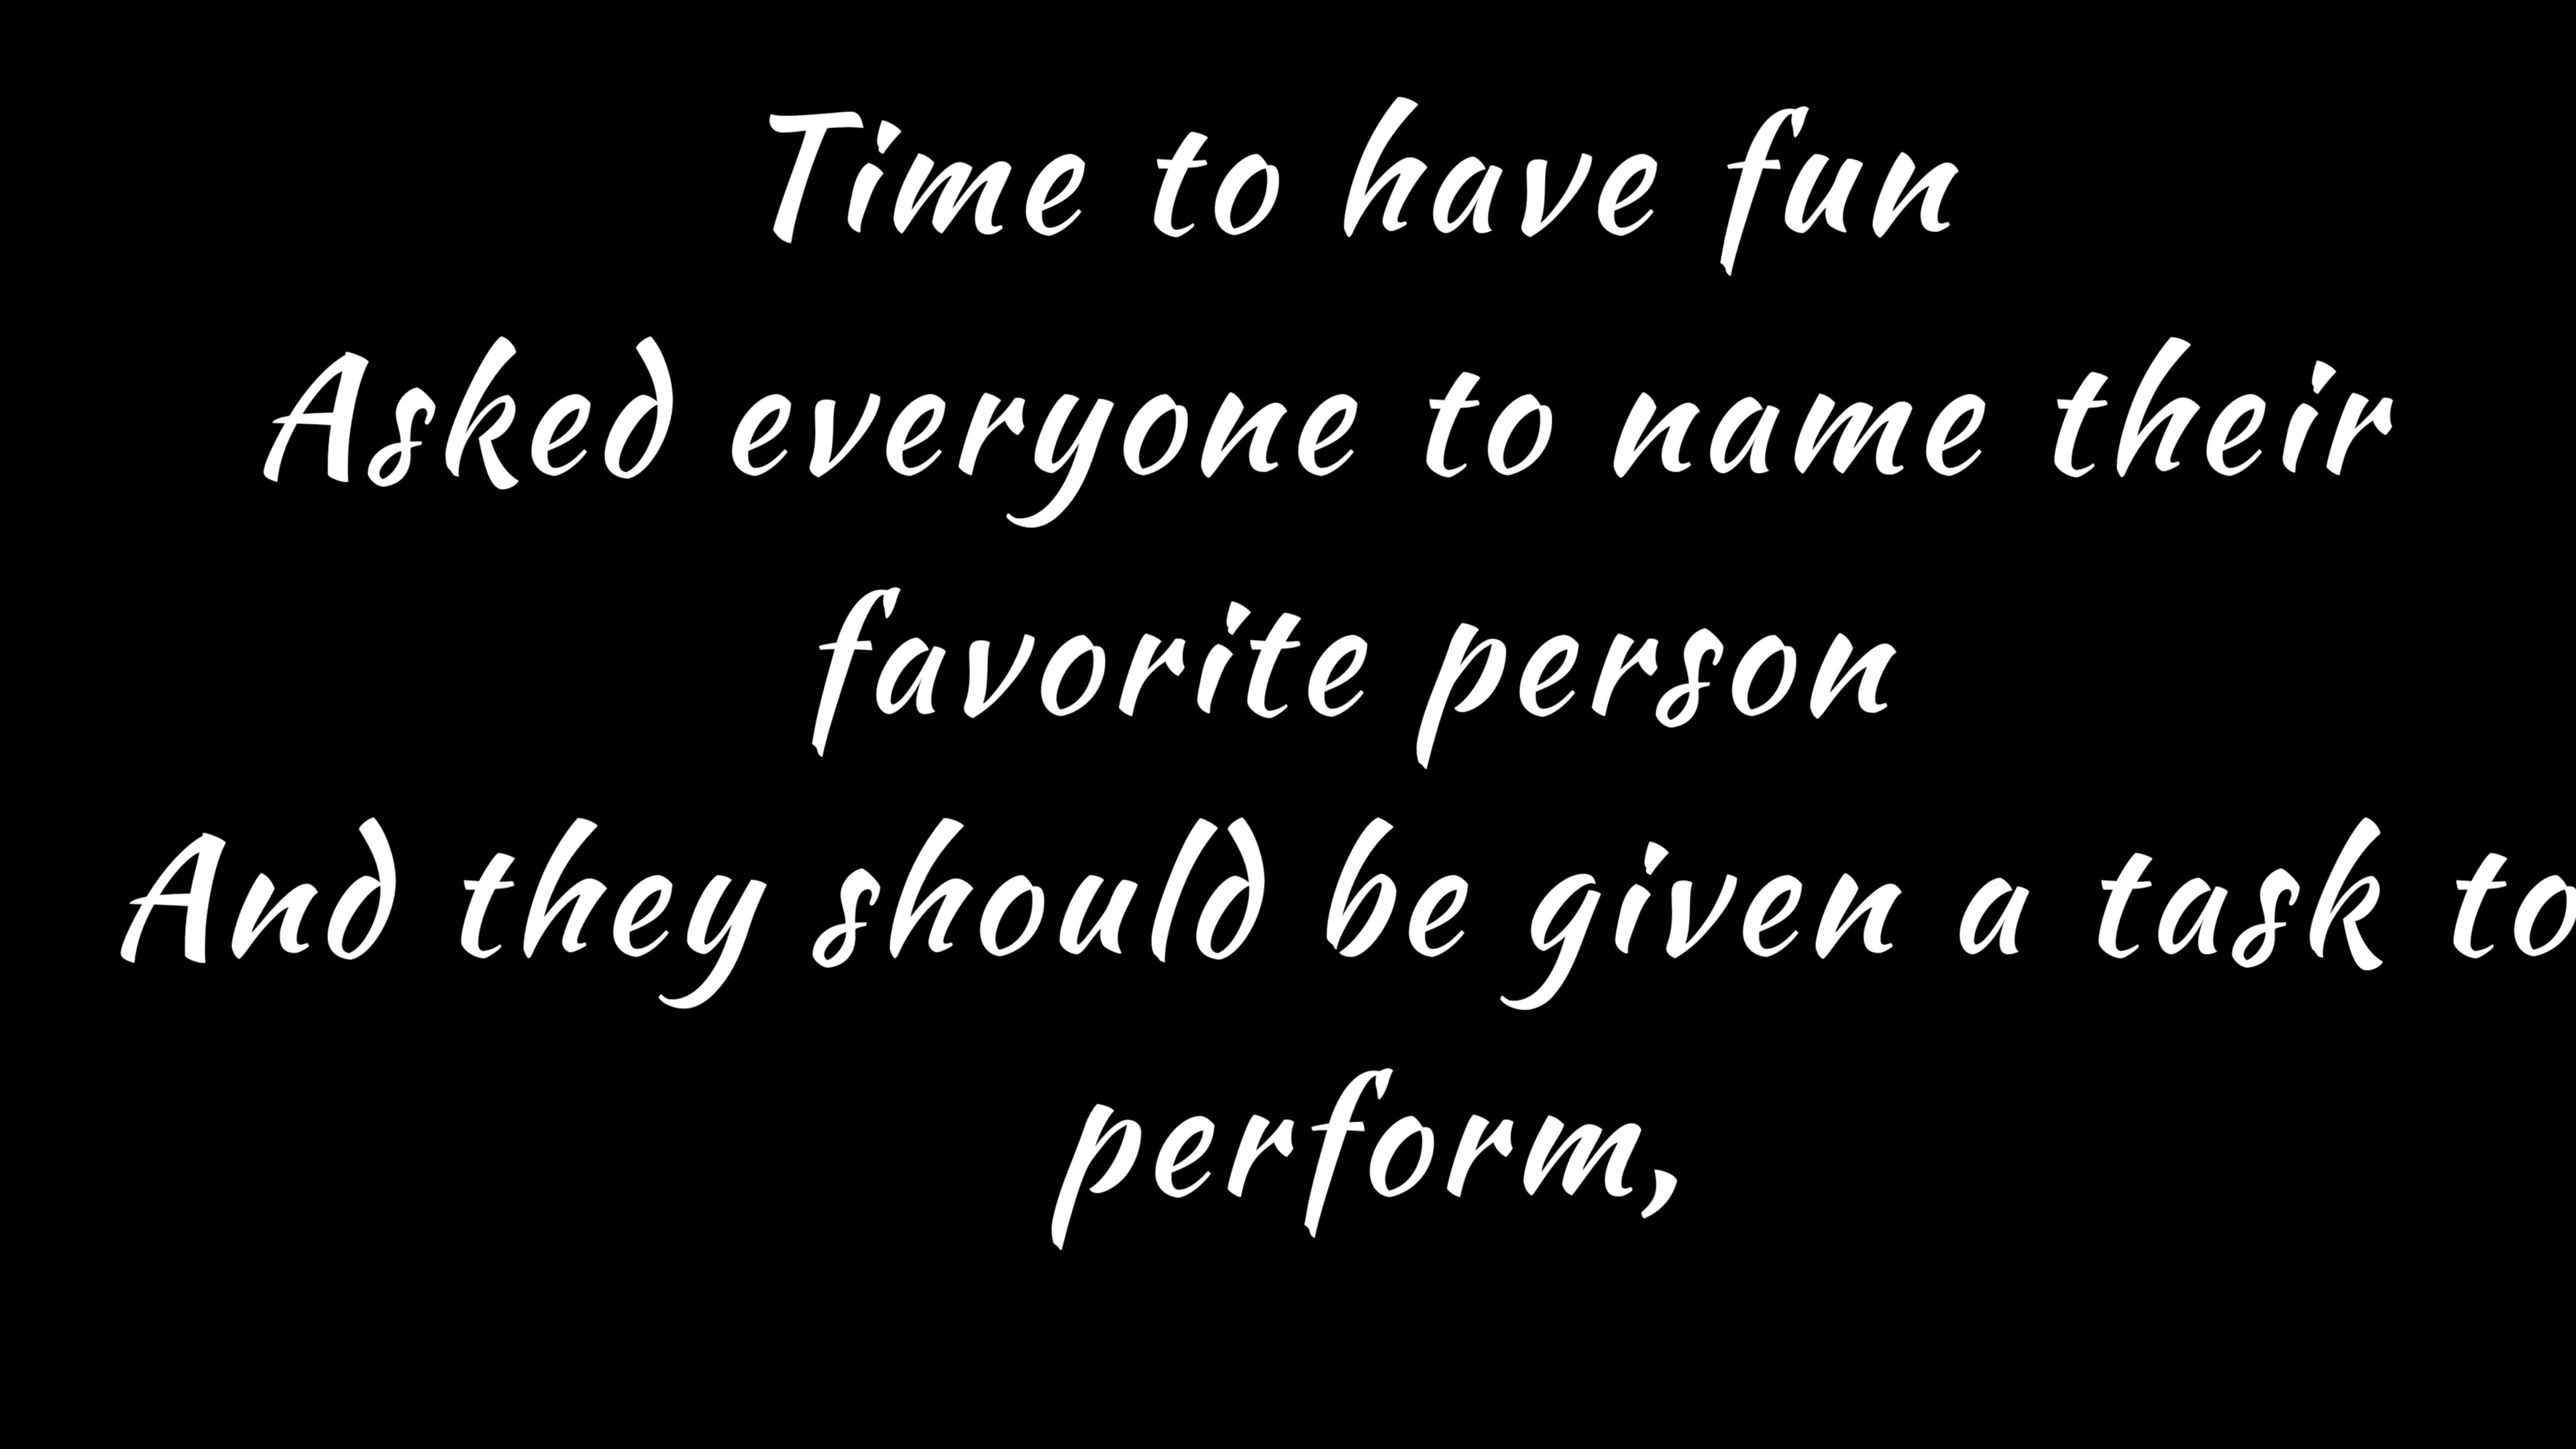 Time to have fun
Asked everyone to name their
favorite person
And they should be given a task to
perform,